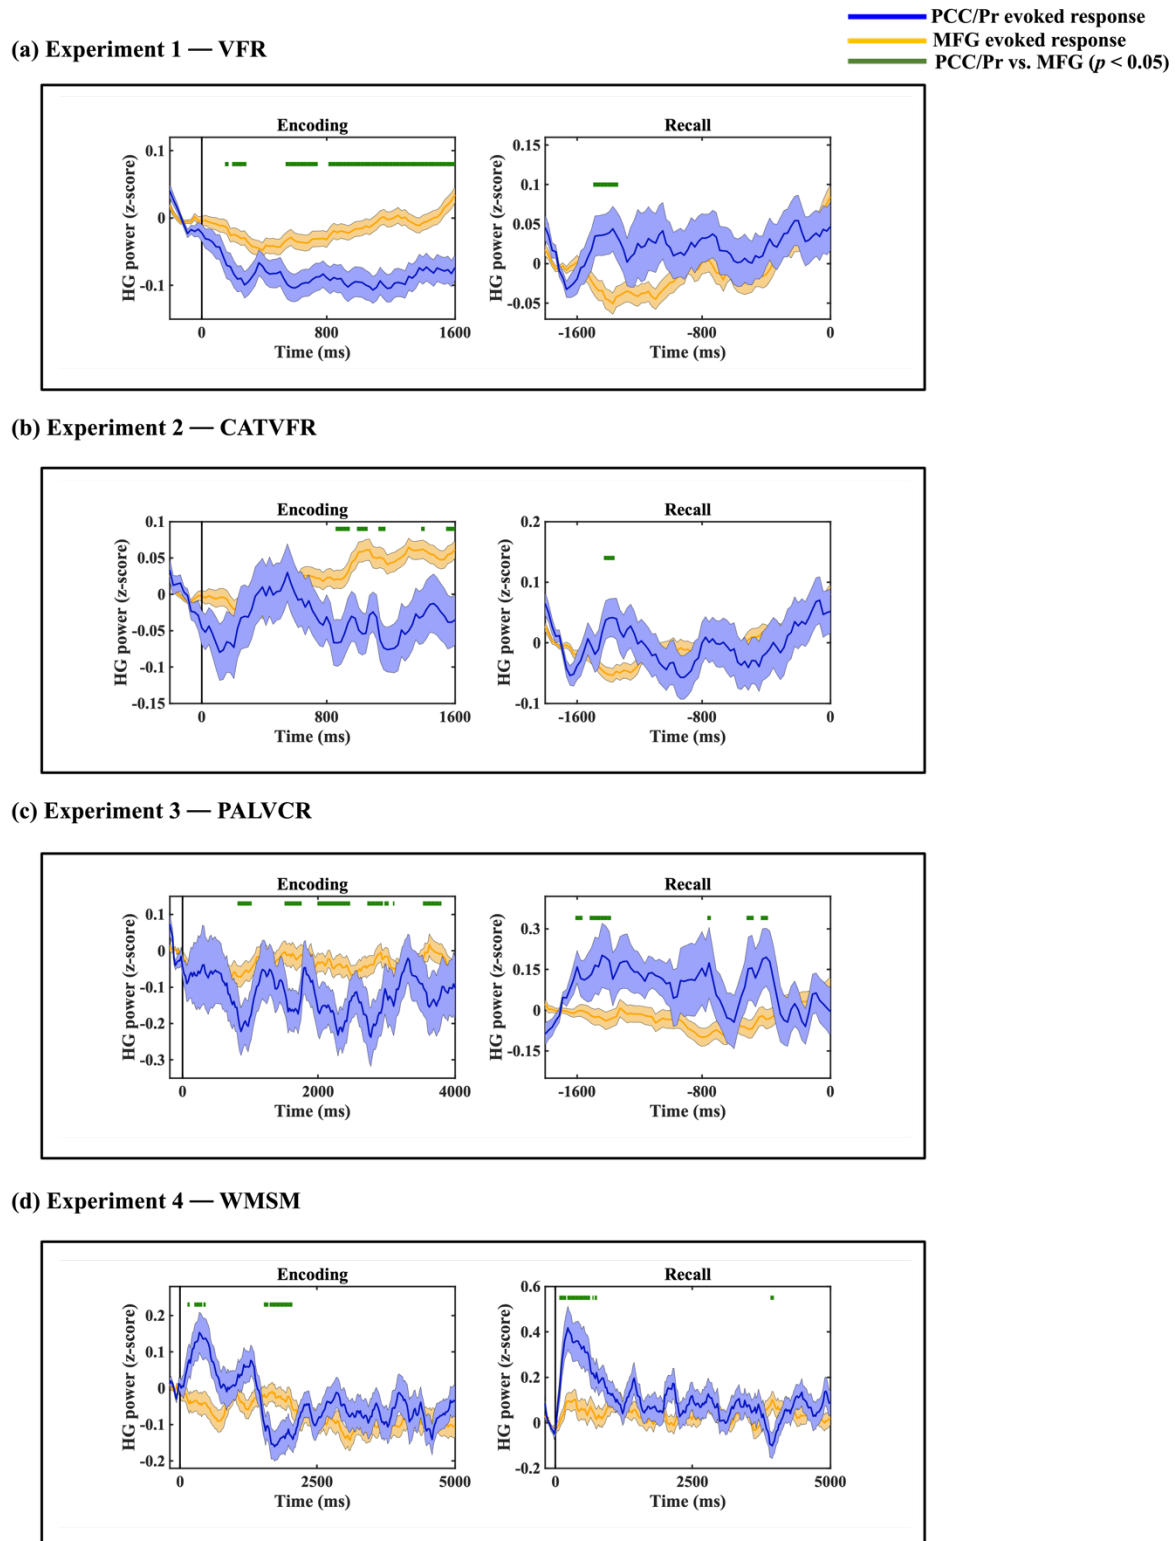 PCC/Pr evoked response
MFG evoked response
PCC/Pr vs. MFG (p < 0.05)
(a) Experiment 1 — VFR
Encoding
HG power (z-score)
0.1
0
-0.1
0
800
1600
Time (ms)
Recall
HG power (z-score)
0.15
0.1
0.05
0
-0.05
-1600
-800
0
Time (ms)
(b) Experiment 2 — CATVFR
Encoding
HG power (z-score)
0.1
0.05
0
-0.05
-0.1
-0.15
0
800
1600
Time (ms)
Recall
HG power (z-score)
0.2
0.1
0
-0.1
-1600
-800
0
Time (ms)
(c) Experiment 3 — PALVCR
Encoding
HG power (z-score)
0.1
0
-0.1
-0.2
-0.3
0
2000
4000
Time (ms)
Recall
HG power (z-score)
0.3
0.15
0
-0.15
-1600
-800
0
Time (ms)
(d) Experiment 4 — WMSM
Encoding
HG power (z-score)
0.2
0.1
0
-0.1
-0.2
0
2500
5000
Time (ms)
Recall
HG power (z-score)
0.6
0.4
0.2
0
-0.2
0
2500
5000
Time (ms)